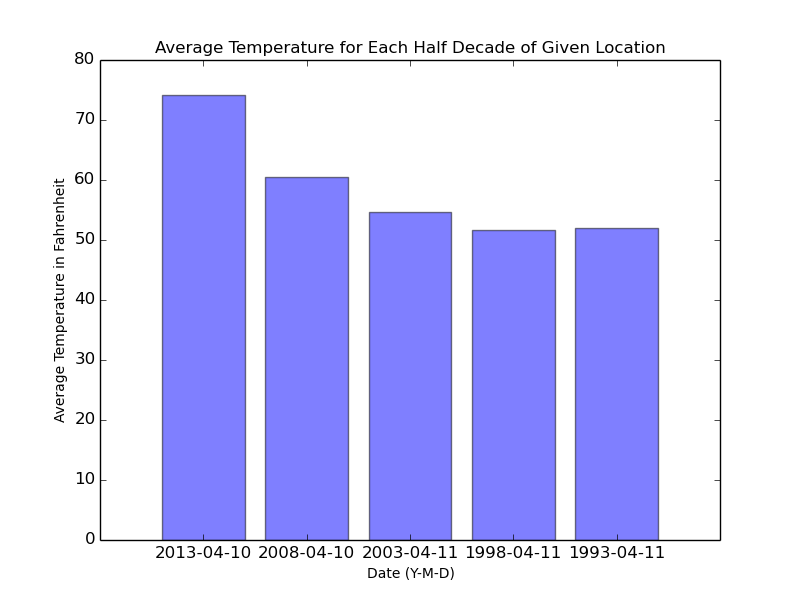 Average Temperature for Each Half Decade of Given Location
80
70
60
50
40
30
20
10
0
Average Temperature in Fahrenheit
2013-04-10 2008-04-10 2003-04-11 1998-04-11 1993-04-11
Date (Y-M-D)